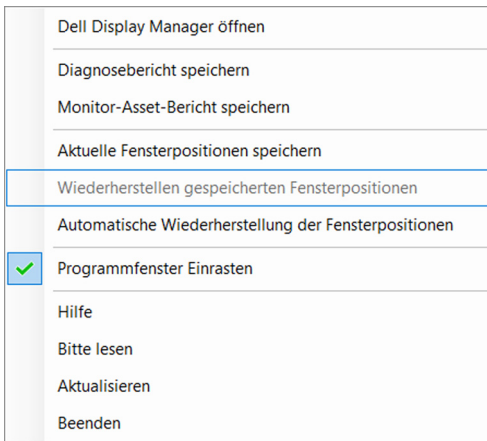 Dell Display Manager öffnen
Diagnosebericht speichern
Monitor-Asset-Bericht speichern
Aktuelle Fensterpositionen speichern
Wiederherstellen gespeicherten Fensterpositionen
Automatische Wiederherstellung der Fensterpositionen
Programmfenster Einrasten
Hilfe
Bitte lesen
Aktualisieren
Beenden